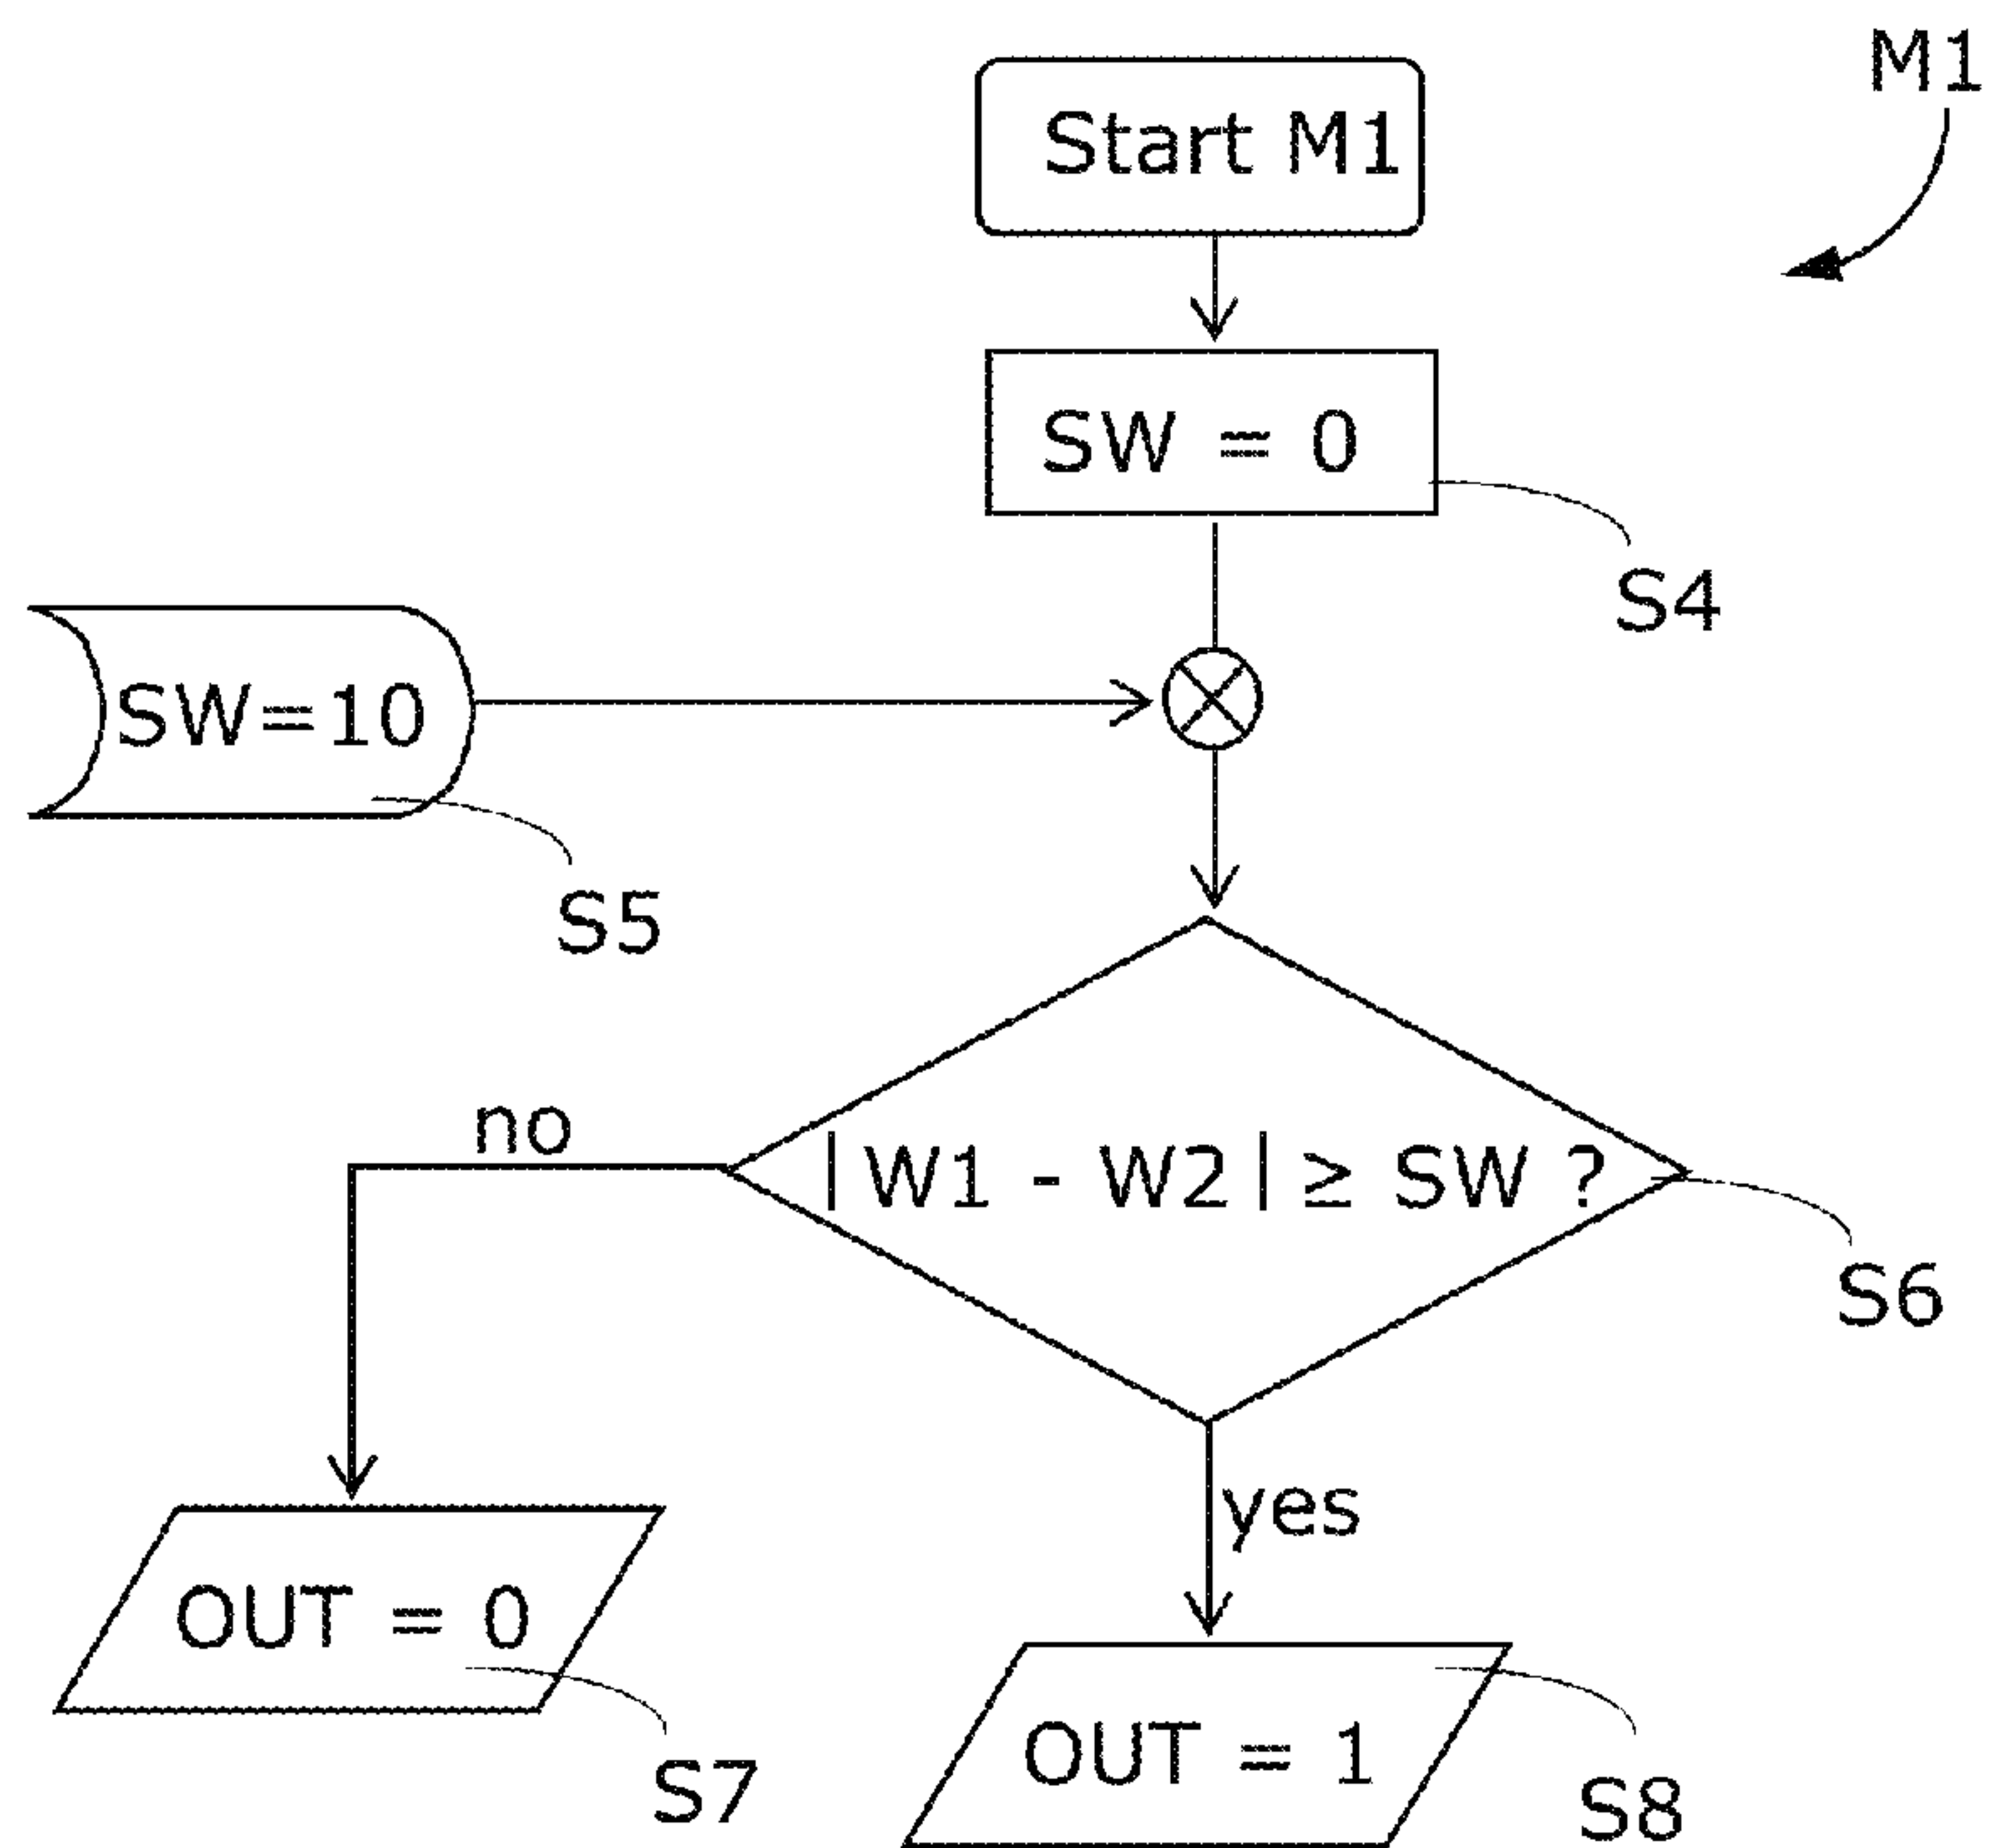 M1
Start M1
SW = 0
S4
SW=10
S5
no
| W1 - W2 | ≥ SW ?
S6
yes
OUT = 0
S7
OUT = 1
S8